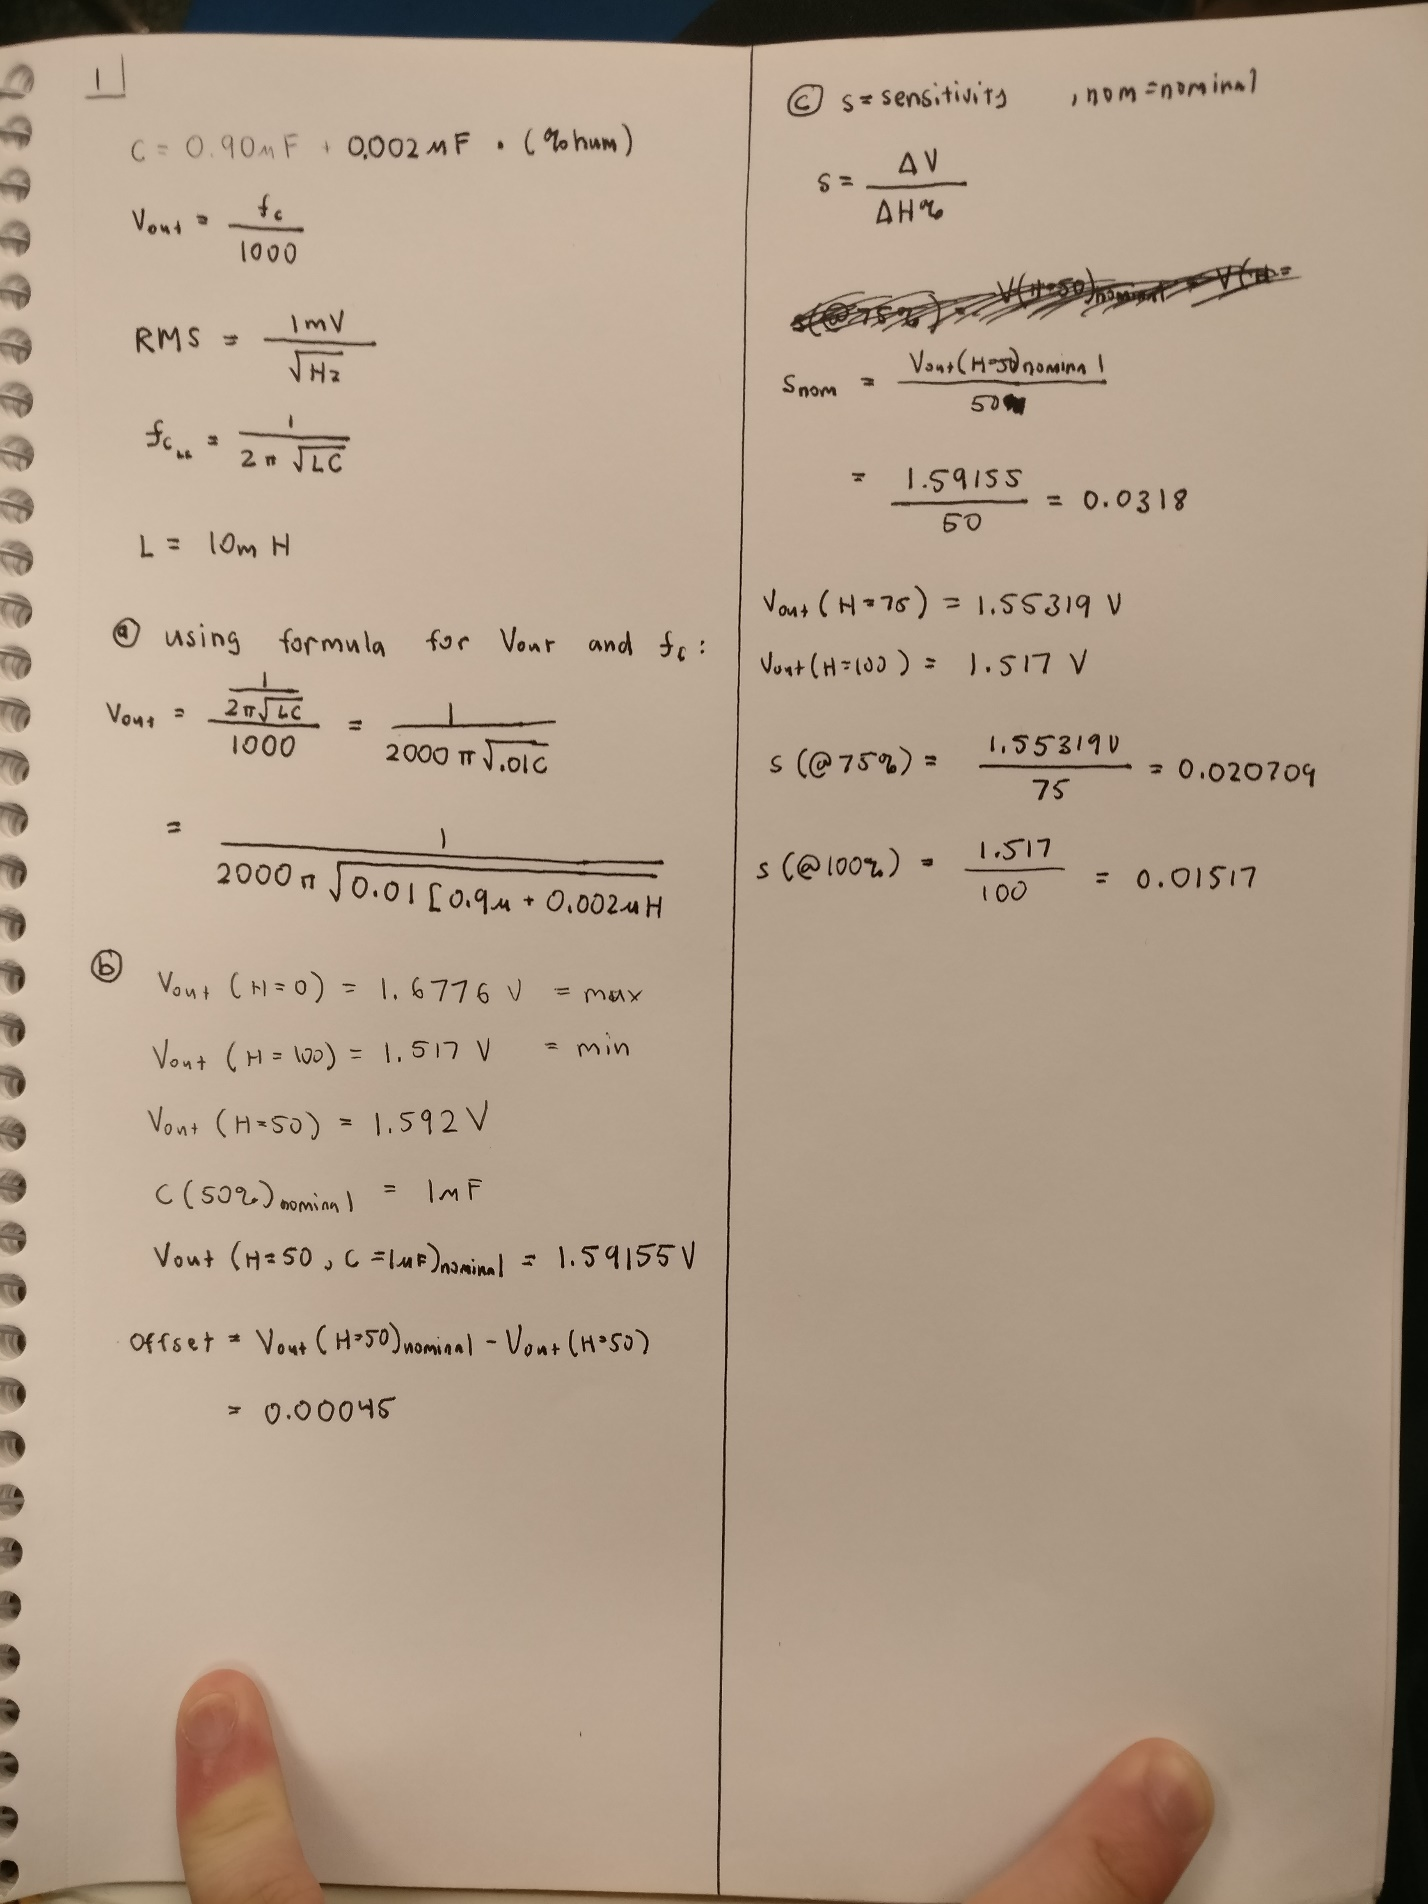 1
C = 0.90μF + 0.002μF · (%hum)
Vout = fc / 1000
RMS = 1mV / √Hz
fc = 1 / 2π √LC
L = 10m H
ⓐ using formula for Vout and fc:
Vout = (1 / 2π√LC) / 1000 = 1 / 2000 π √.01C
= 1 / 2000 π √0.01 [0.9μ + 0.002μH
ⓑ
Vout (H=0) = 1.6776 V = max
Vout (H=100) = 1.517 V = min
Vout (H=50) = 1.592 V
C(50%)nominal = 1μF
Vout (H=50, C=1μF)nominal = 1.59155V
Offset = Vout (H=50)nominal - Vout (H=50)
= 0.00045
ⓒ s = sensitivity , nom = nominal
s = ΔV / ΔH%
Snom = Vout(H=50)nominal / 50
= 1.59155 / 50 = 0.0318
Vout (H=75) = 1.55319 V
Vout (H=100) = 1.517 V
s (@75%) = 1.55319V / 75 = 0.020709
s (@100%) = 1.517 / 100 = 0.01517